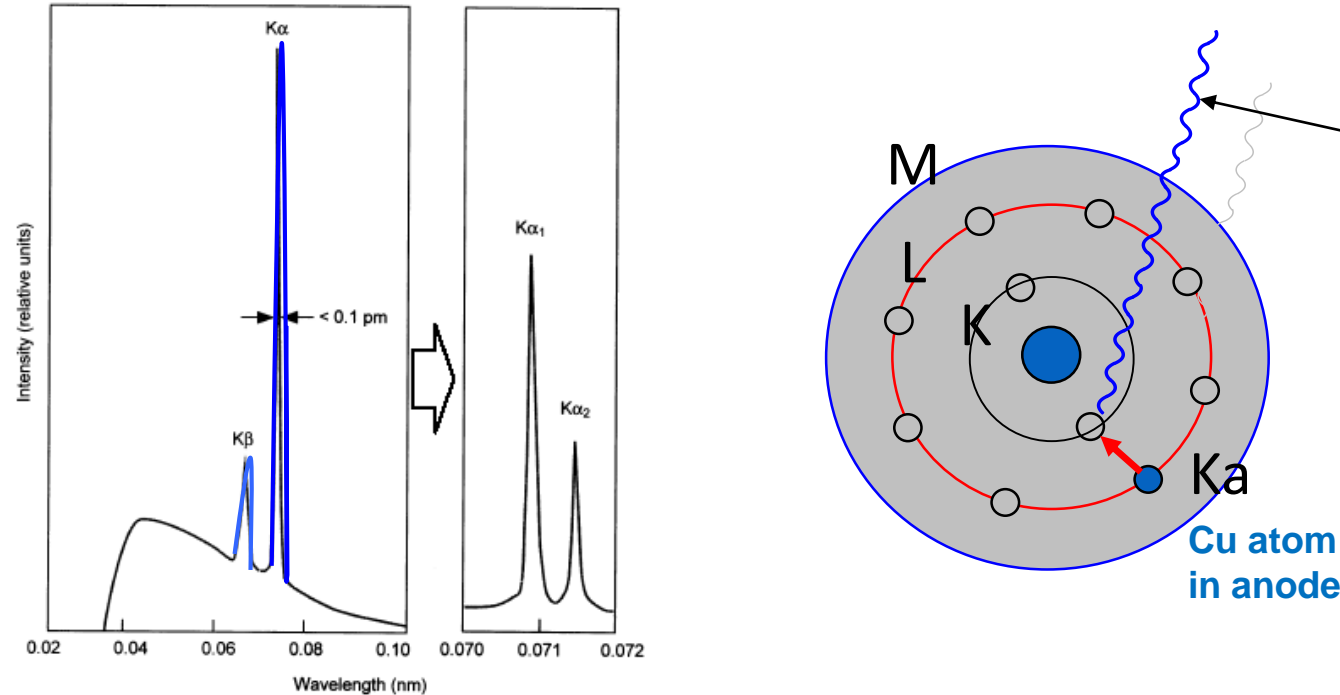 Kα
Intensity (relative units)
< 0.1 pm
Kβ
0.02 0.04 0.06 0.08 0.10
Kα₁
Kα₂
0.070 0.071 0.072
Wavelength (nm)
M
L
K
Ka
Cu atom
in anode